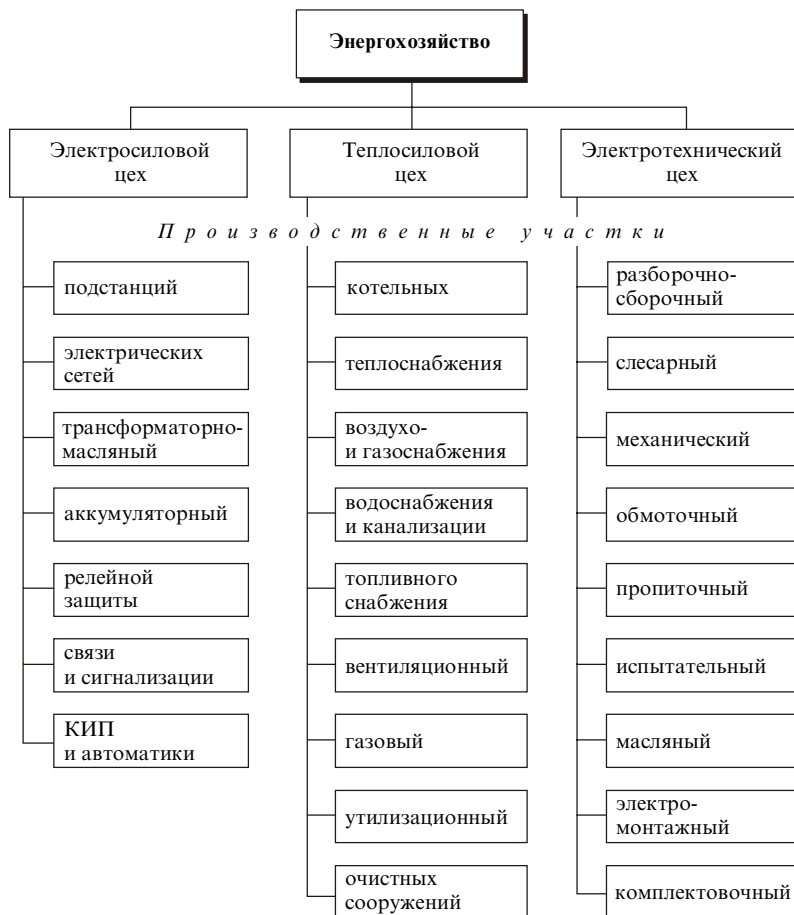 Энергохозяйство
Электросиловой
цех
Теплосиловой
цех
Электротехнический
цех
Производственные участки
подстанций
электрических
сетей
трансформаторно-
масляный
аккумуляторный
релейной
защиты
связи
и сигнализации
КИП
и автоматики
котельных
теплоснабжения
воздухо-
и газоснабжения
водоснабжения
и канализации
топливного
снабжения
вентиляционный
газовый
утилизационный
очистных
сооружений
разборочно-
сборочный
слесарный
механический
обмоточный
пропиточный
испытательный
масляный
электро-
монтажный
комплектовочный